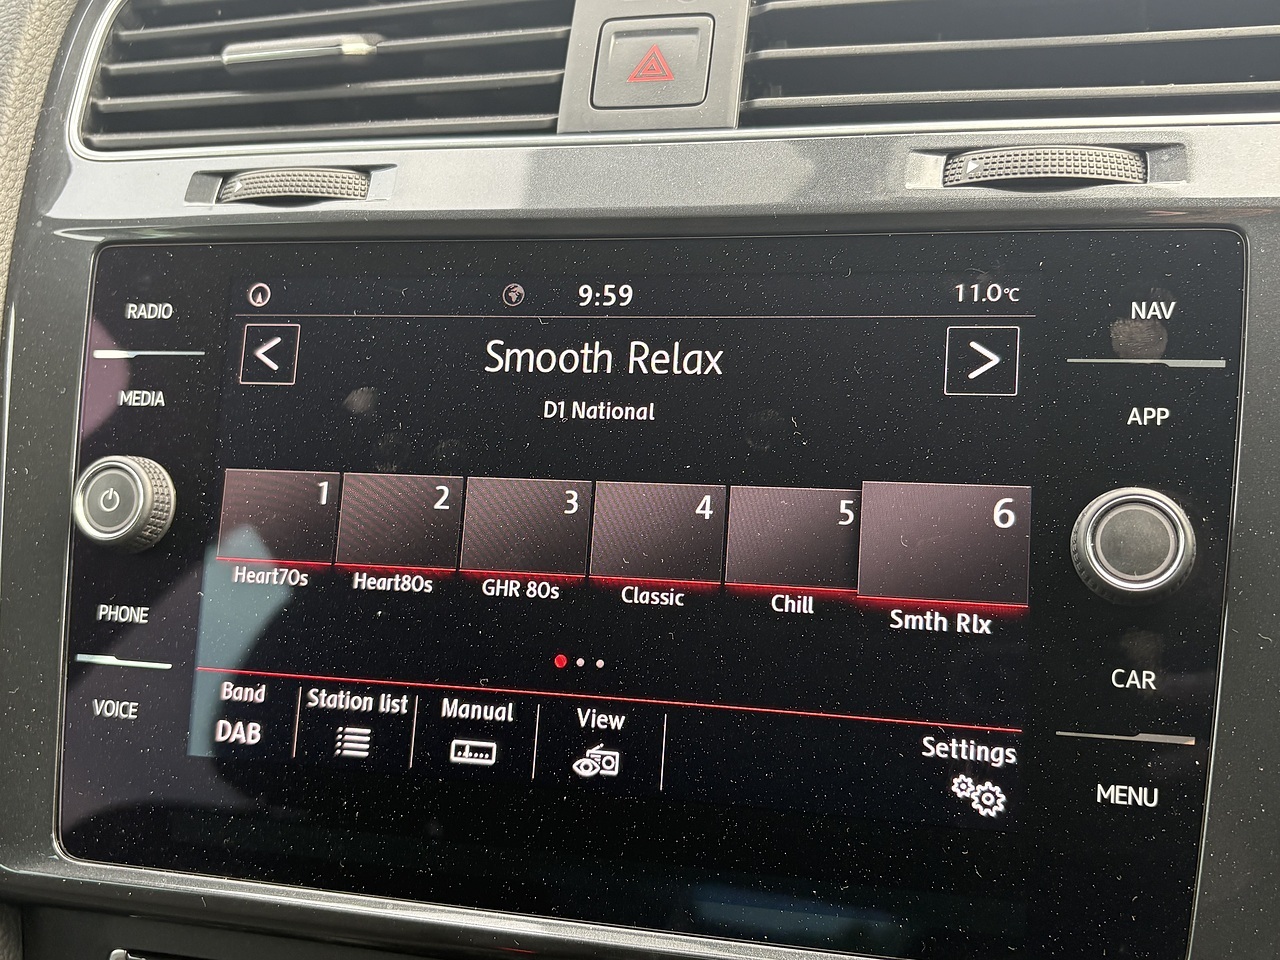 9:59
11.0°C
<
Smooth Relax
>
D1 National
RADIO
MEDIA
PHONE
VOICE
NAV
APP
CAR
MENU
1
2
3
4
5
6
Heart70s
Heart80s
GHR 80s
Classic
Chill
Smth Rlx
Band
DAB
Station list
Manual
View
Settings